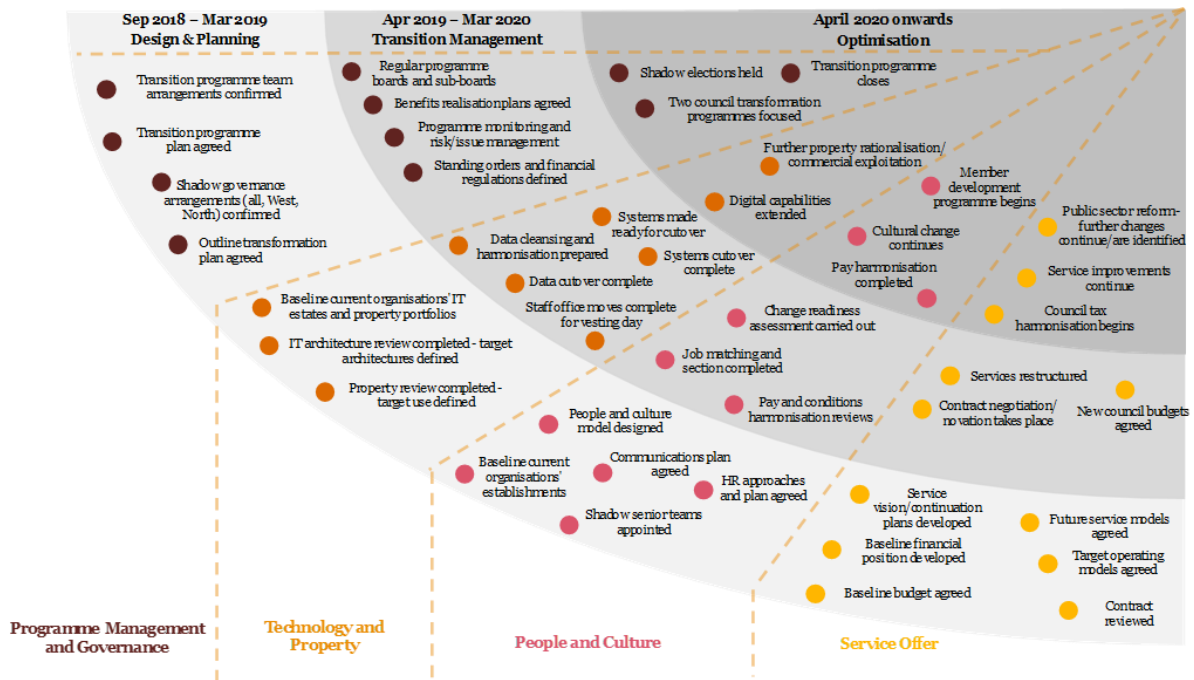 Sep 2018 – Mar 2019
Design & Planning
Apr 2019 – Mar 2020
Transition Management
April 2020 onwards
Optimisation
Transition programme team
arrangements confirmed
Transition programme
plan agreed
Shadow governance
arrangements (all, West,
North) confirmed
Outline transformation
plan agreed
Regular programme
boards and sub-boards
Benefits realisation plans agreed
Programme monitoring and
risk/issue management
Standing orders and financial
regulations defined
Shadow elections held
Transition programme
closes
Two council transformation
programmes focused
Further property rationalisation/
commercial exploitation
Digital capabilities
extended
Systems made
ready for cutover
Data cleansing and
harmonisation prepared
Systems cutover
complete
Data cutover complete
Staff office moves complete
for vesting day
Baseline current organisations' IT
estates and property portfolios
IT architecture review completed - target
architectures defined
Property review completed -
target use defined
Member
development
programme begins
Cultural change
continues
Pay harmonisation
completed
Change readiness
assessment carried out
Job matching and
section completed
Pay and conditions
harmonisation reviews
People and culture
model designed
Baseline current
organisations'
establishments
Communications plan
agreed
HR approaches
and plan agreed
Shadow senior teams
appointed
Public sector reform-
further changes
continue/are identified
Service improvements
continue
Council tax
harmonisation begins
Services restructured
Contract negotiation/
novation takes place
New council budgets
agreed
Service
vision/continuation
plans developed
Baseline financial
position developed
Baseline budget agreed
Future service models
agreed
Target operating
models agreed
Contract
reviewed
Programme Management
and Governance
Technology and
Property
People and Culture
Service Offer